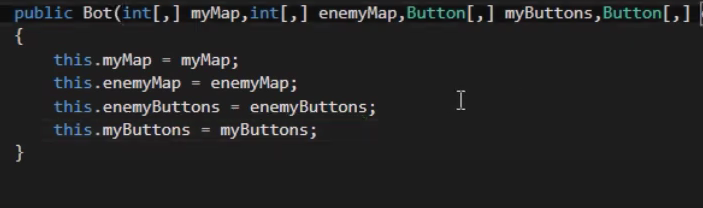 public Bot(int[,] myMap,int[,] enemyMap,Button[,] myButtons,Button[,]
{
this.myMap = myMap;
this.enemyMap = enemyMap;
this.enemyButtons = enemyButtons;
this.myButtons = myButtons;
}